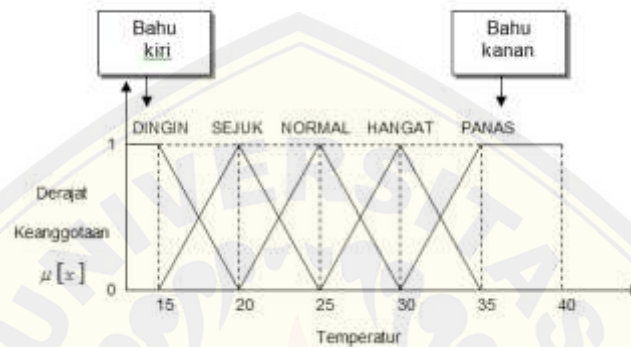 Bahu
kiri
Bahu
kanan
DINGIN SEJUK NORMAL HANGAT PANAS
1
Derajat
Keanggotaan
μ[x]
0
15 20 25 30 35 40
Temperatur
UNIVERSITAS